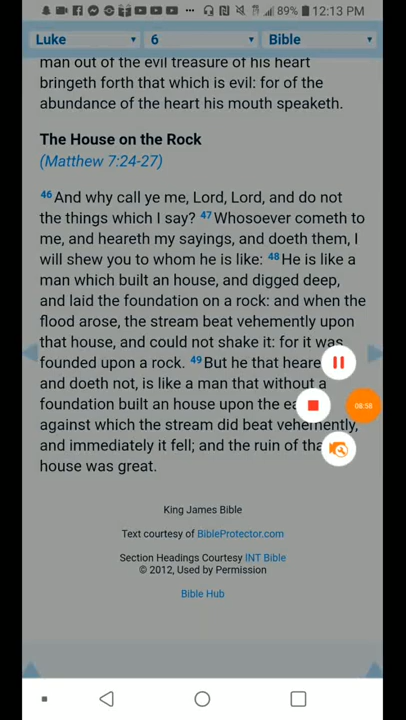 89% 12:13 PM
Luke 6 Bible
man out of the evil treasure of his heart
bringeth forth that which is evil: for of the
abundance of the heart his mouth speaketh.
The House on the Rock
(Matthew 7:24-27)
46 And why call ye me, Lord, Lord, and do not
the things which I say? 47 Whosoever cometh to
me, and heareth my sayings, and doeth them, I
will shew you to whom he is like: 48 He is like a
man which built an house, and digged deep,
and laid the foundation on a rock: and when the
flood arose, the stream beat vehemently upon
that house, and could not shake it: for it was
founded upon a rock. 49 But he that
and doeth not, is like a man that without a
foundation built an house upon the
against which the stream did beat vehemently,
and immediately it fell; and the ruin of
house was great.
08:56
King James Bible
Text courtesy of BibleProtector.com
Section Headings Courtesy INT Bible
© 2012, Used by Permission
Bible Hub